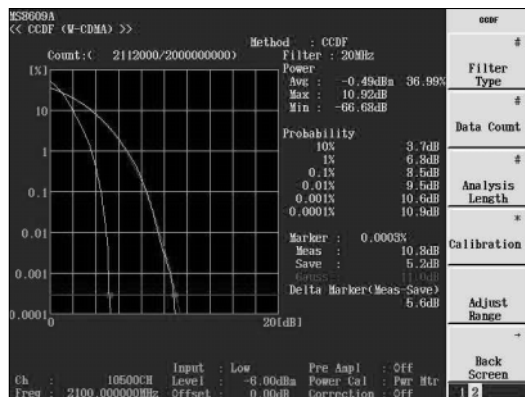 MS8609A
<< CCDF (W-CDMA) >>
Method : CCDF
Count:( 2112000/2000000000)
Filter : 20MHz
Power
Avg : -0.49dBm 36.99%
Max : 10.92dB
Min : -66.68dB
Probability
10% 3.7dB
1% 6.8dB
0.1% 8.5dB
0.01% 9.5dB
0.001% 10.6dB
0.0001% 10.9dB
Marker : 0.0003%
Meas : 10.8dB
Save : 5.2dB
Gauss : 11.0dB
Delta Marker(Meas-Save)
5.6dB
[%]
10
1
0.1
0.01
0.001
0.0001
0
20[dB]
Input : Low
Pre Ampl : Off
Ch : 10500CH
Level : -6.00dBm
Power Cal : Pwr Mtr
Freq : 2100.000000MHz
Offset : 0.00dB
Correction : Off
CCDF
#
Filter
Type
#
Data Count
#
Analysis
Length
*
Calibration
Adjust
Range
→
Back
Screen
1 2